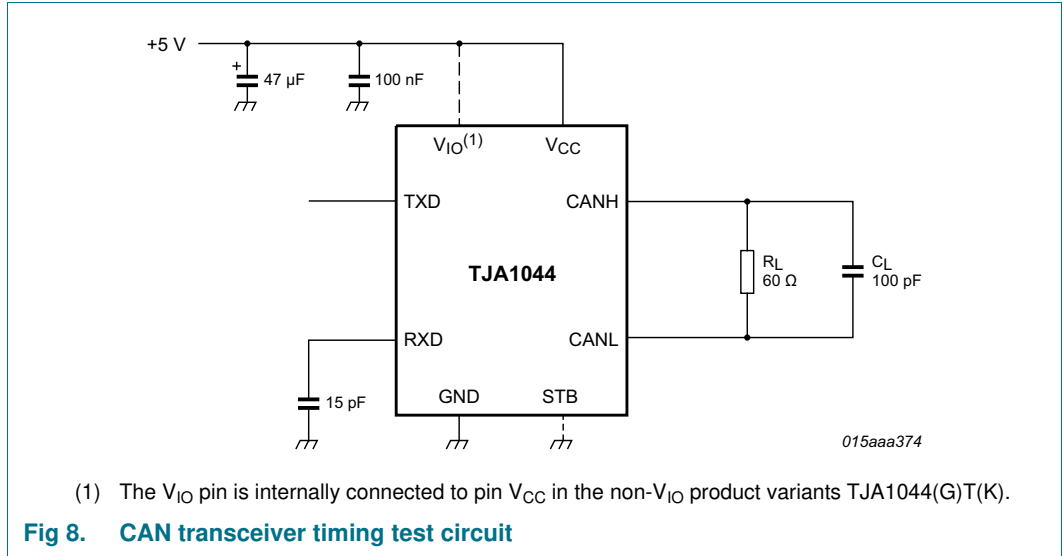 +5 V
+
47 µF
100 nF
VIO(1)
VCC
TXD
CANH
TJA1044
RL
60 Ω
CL
100 pF
RXD
CANL
15 pF
GND
STB
015aaa374
(1) The VIO pin is internally connected to pin VCC in the non-VIO product variants TJA1044(G)T(K).
Fig 8. CAN transceiver timing test circuit